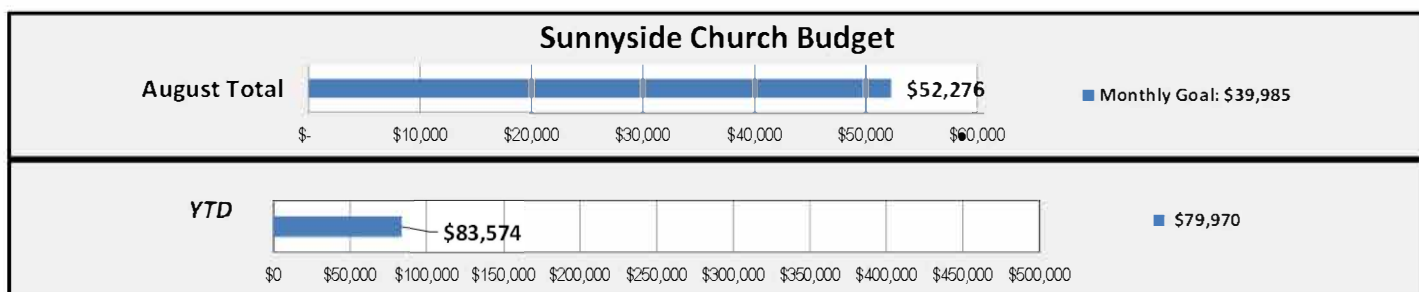 Sunnyside Church Budget
August Total
$52,276
Monthly Goal: $39,985
$- $10,000 $20,000 $30,000 $40,000 $50,000 $60,000
YTD
$83,574
$79,970
$0 $50,000 $100,000 $150,000 $200,000 $250,000 $300,000 $350,000 $400,000 $450,000 $500,000